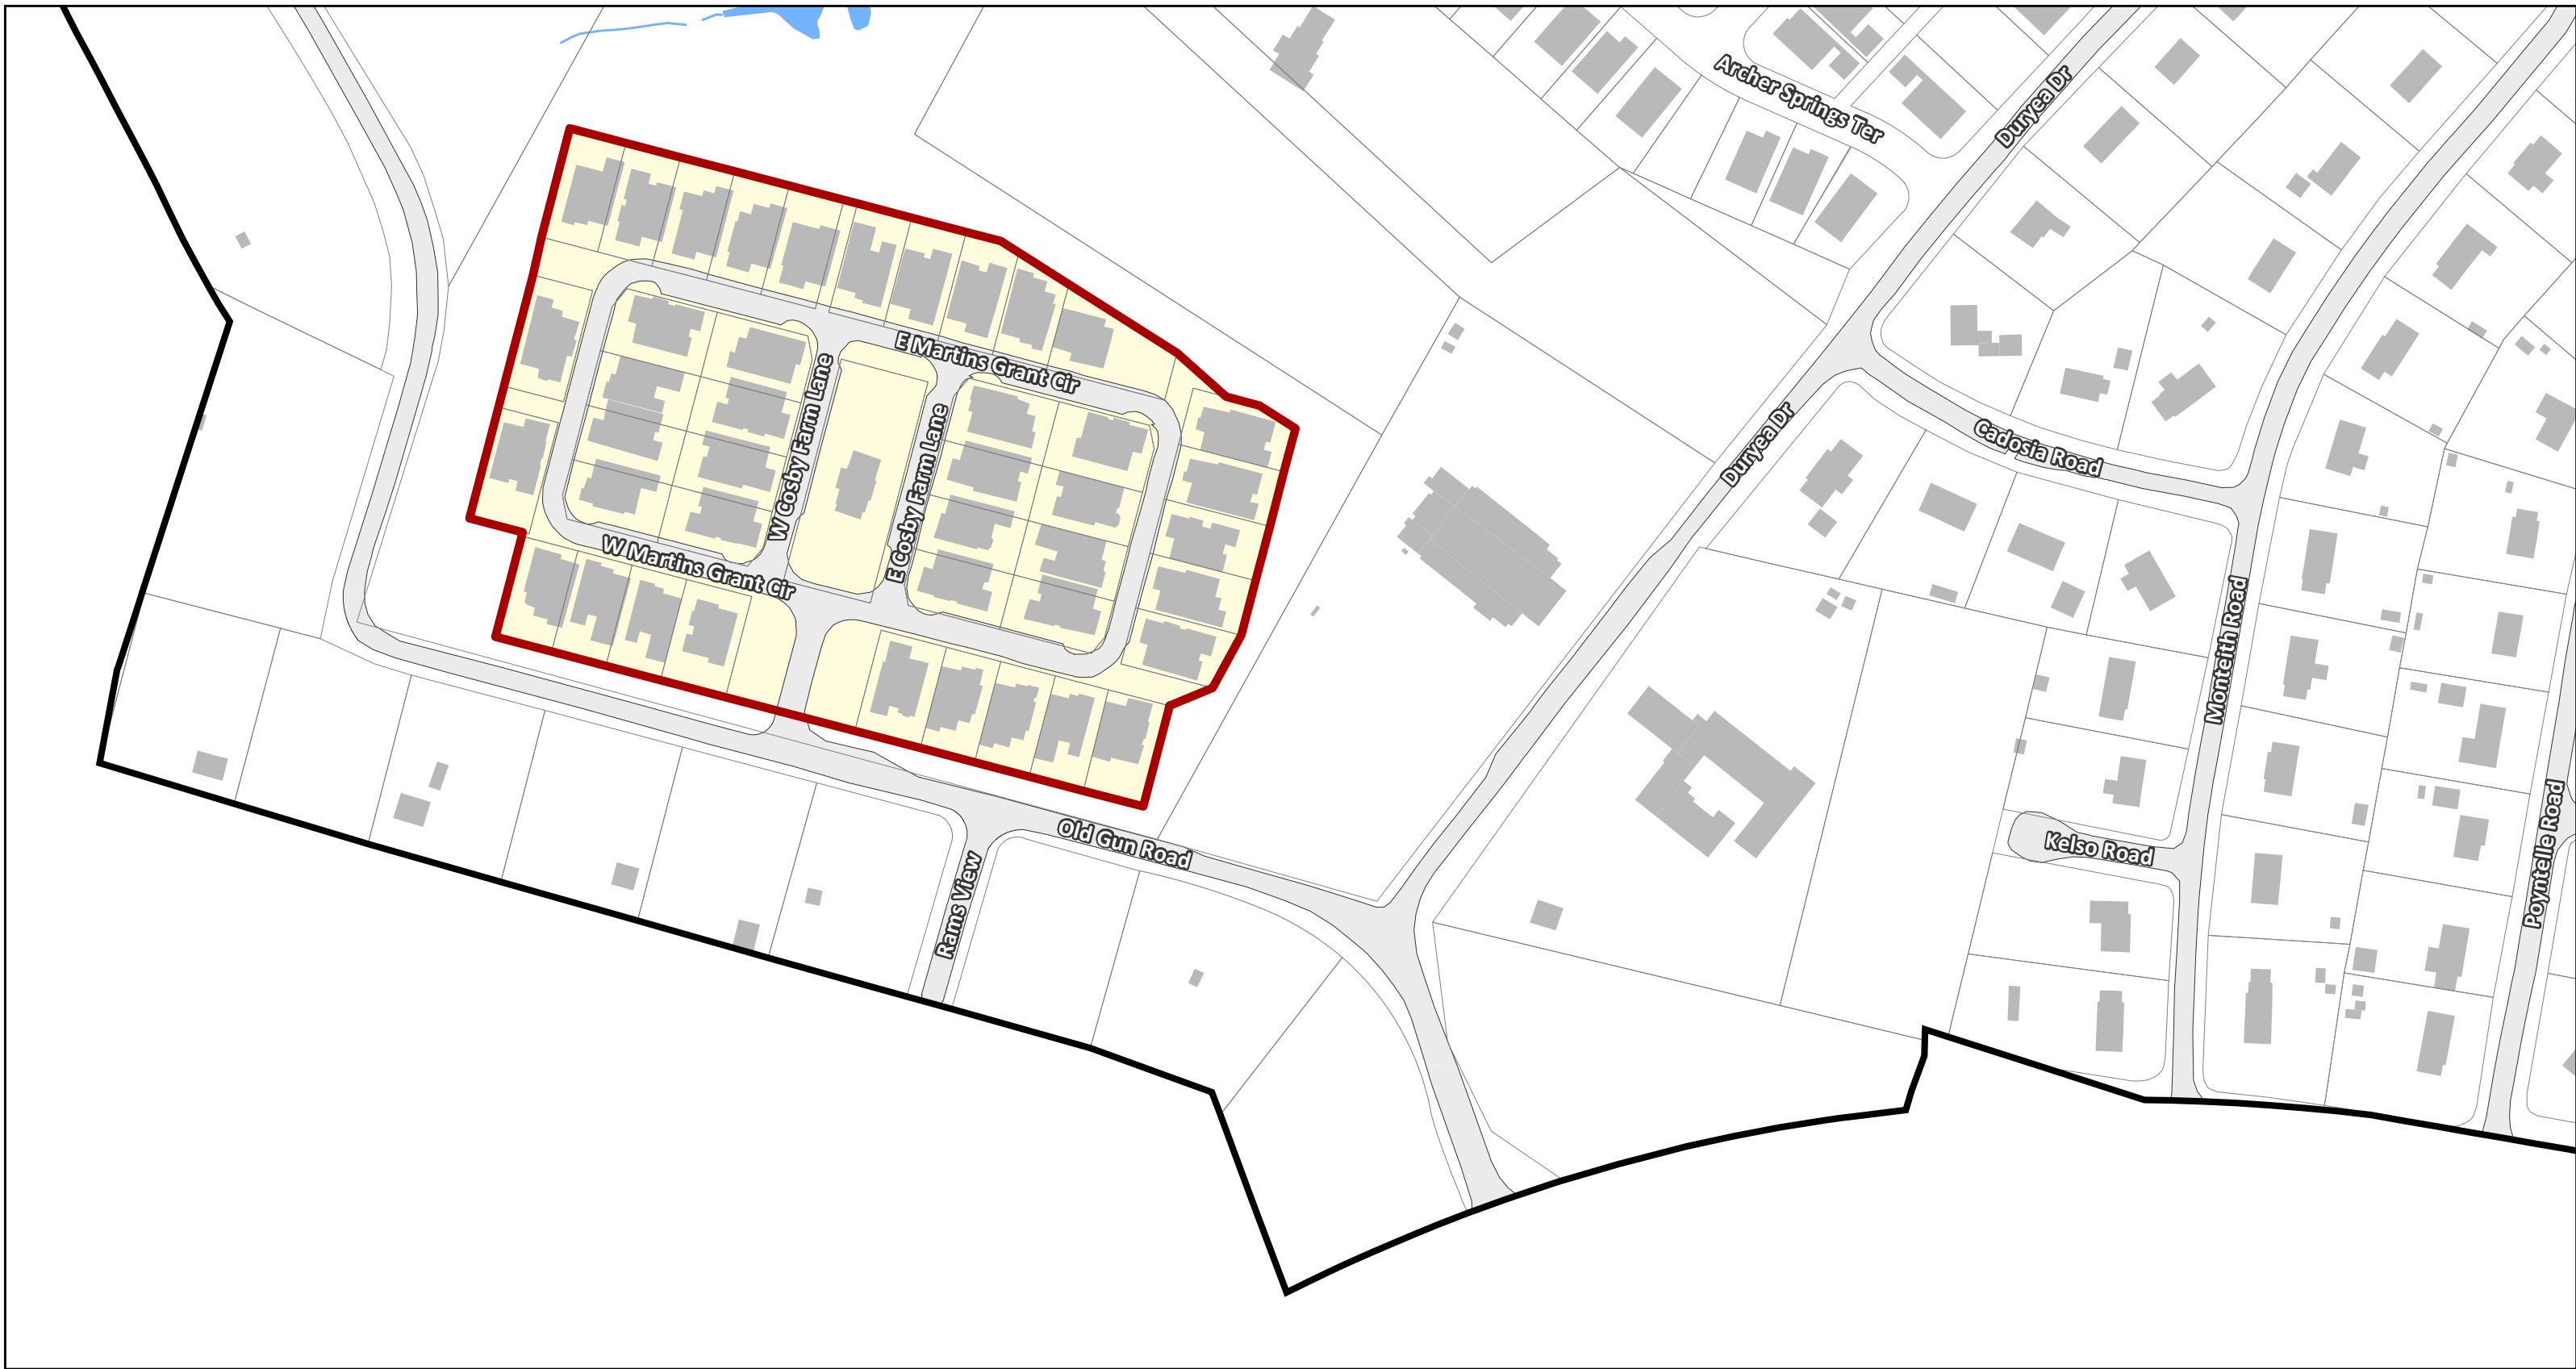 Archer Springs Ter
Duryea Dr
E Martins Grant Cir
W Cosby Farm Lane
E Cosby Farm Lane
Duryea Dr
Cadosia Road
W Martins Grant Cir
Monteith Road
Old Gun Road
Kelso Road
Rams View
Poyntelle Road